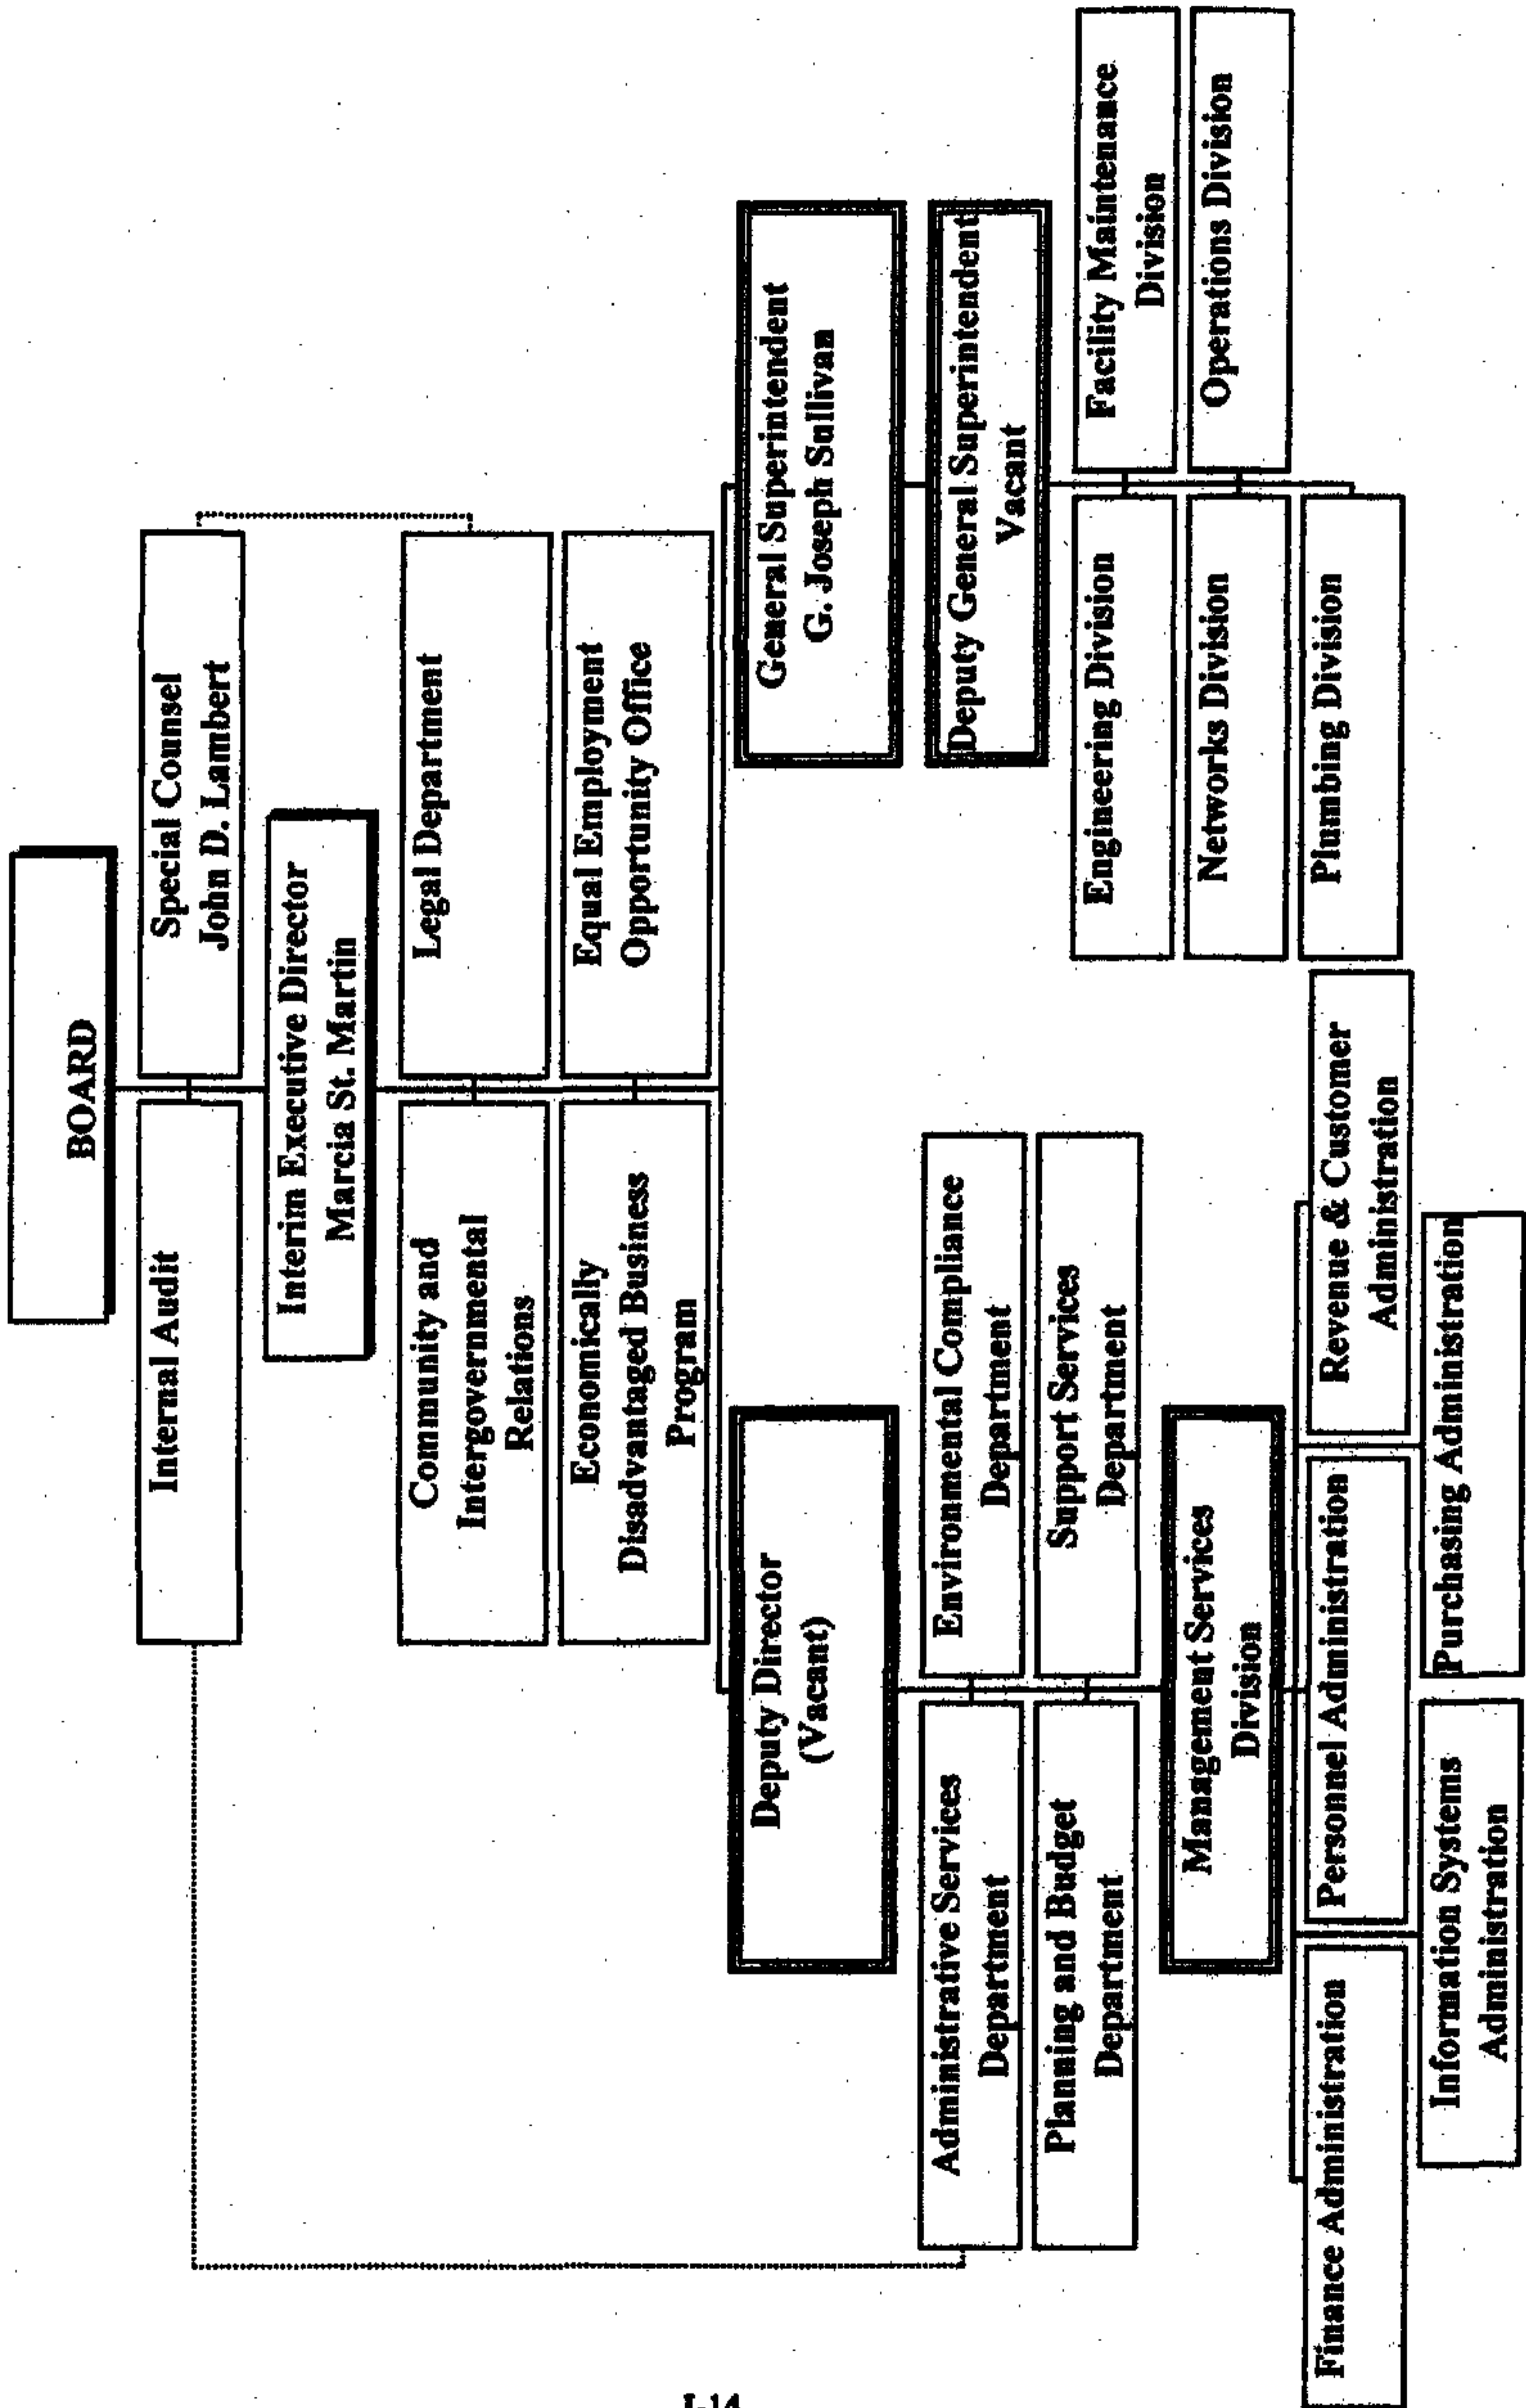 BOARD
Internal Audit
Special Counsel
John D. Lambert
Interim Executive Director
Marcia St. Martin
Community and
Intergovernmental
Relations
Legal Department
Economically
Disadvantaged Business
Program
Equal Employment
Opportunity Office
Deputy Director
(Vacant)
General Superintendent
G. Joseph Sullivan
Deputy General Superintendent
Vacant
Administrative Services
Department
Environmental Compliance
Department
Planning and Budget
Department
Support Services
Department
Engineering Division
Facility Maintenance
Division
Networks Division
Operations Division
Plumbing Division
Management Services
Division
Finance Administration
Personnel Administration
Revenue & Customer
Administration
Information Systems
Administration
Purchasing Administration
I-14